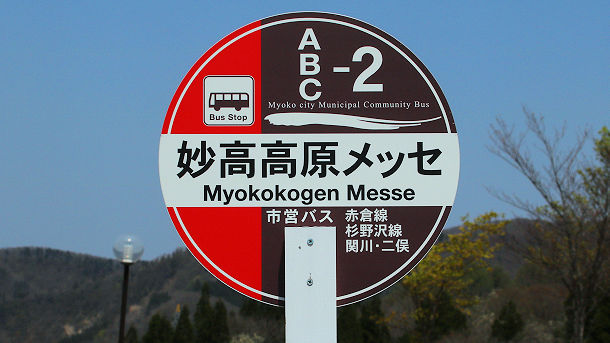 A
B
C
-2
Bus Stop
Myoko city Municipal Community Bus
妙高高原メッセ
Myokokogen Messe
市営バス 赤倉線
杉野沢線
関川・二俣